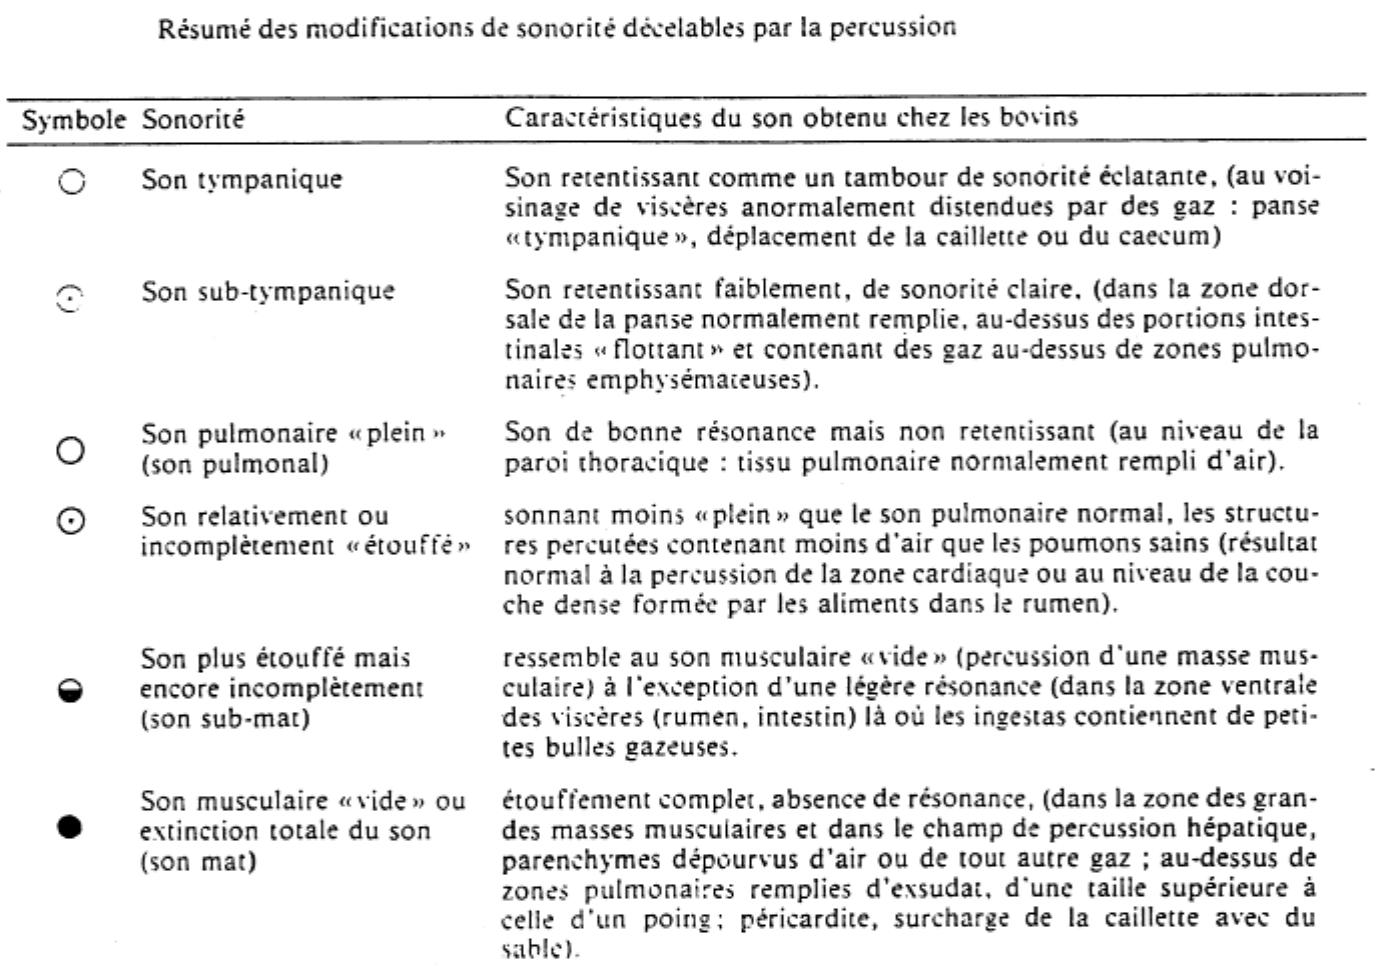 Résumé des modifications de sonorité décelables par la percussion
Symbole Sonorité Caractéristiques du son obtenu chez les bovins
Son tympanique Son retentissant comme un tambour de sonorité éclatante, (au voi-
sinage de viscères anormalement distendues par des gaz : panse
«tympanique», déplacement de la caillette ou du caecum)
Son sub-tympanique Son retentissant faiblement, de sonorité claire, (dans la zone dor-
sale de la panse normalement remplie, au-dessus des portions intes-
tinales «flottant» et contenant des gaz au-dessus de zones pulmo-
naires emphysémateuses).
Son pulmonaire «plein» Son de bonne résonance mais non retentissant (au niveau de la
(son pulmonal) paroi thoracique : tissu pulmonaire normalement rempli d'air).
Son relativement ou sonnant moins «plein» que le son pulmonaire normal, les structu-
incomplètement «étouffé» res percutées contenant moins d'air que les poumons sains (résultat
normal à la percussion de la zone cardiaque ou au niveau de la cou-
che dense formée par les aliments dans le rumen).
Son plus étouffé mais ressemble au son musculaire «vide» (percussion d'une masse mus-
encore incomplètement culaire) à l'exception d'une légère résonance (dans la zone ventrale
(son sub-mat) des viscères (rumen, intestin) là où les ingestas contiennent de peti-
tes bulles gazeuses.
Son musculaire «vide» ou étouffement complet, absence de résonance, (dans la zone des gran-
extinction totale du son des masses musculaires et dans le champ de percussion hépatique,
(son mat) parenchymes dépourvus d'air ou de tout autre gaz ; au-dessus de
zones pulmonaires remplies d'exsudat, d'une taille supérieure à
celle d'un poing; péricardite, surcharge de la caillette avec du
sable).